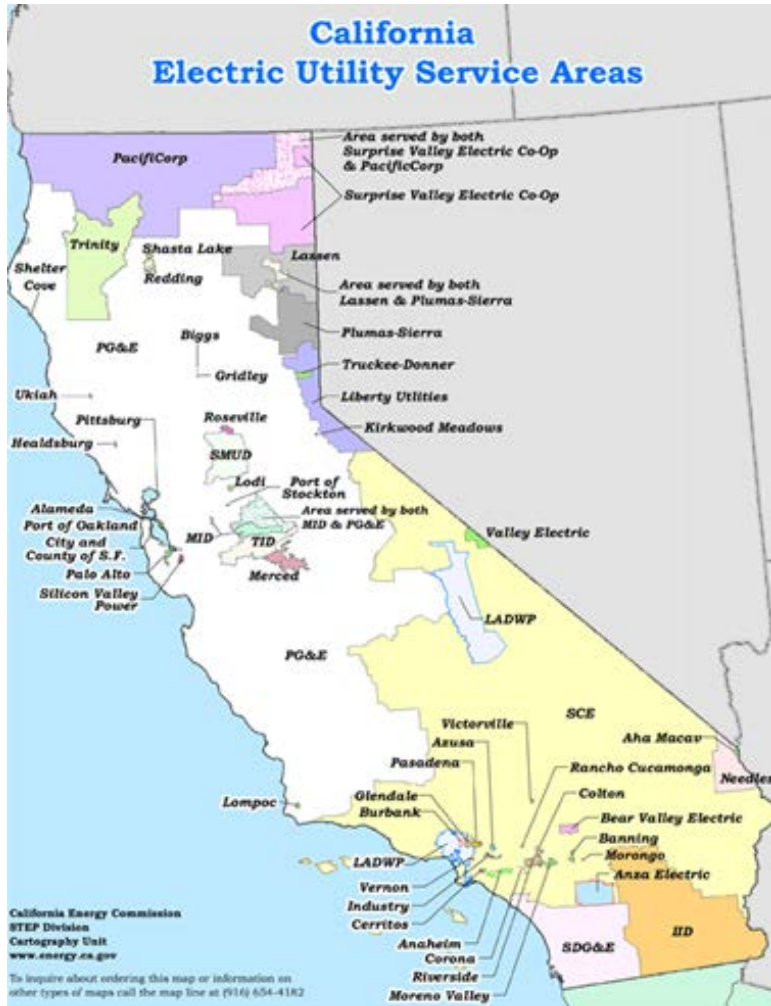 California
Electric Utility Service Areas
PacifiCorp
Area served by both
Surprise Valley Electric Co-Op
& PacificCorp
Surprise Valley Electric Co-Op
Trinity
Shasta Lake
Redding
Lassen
Shelter
Cove
Area served by both
Lassen & Plumas-Sierra
Biggs
Plumas-Sierra
PG&E
Gridley
Truckee-Donner
Ukiah
Liberty Utlities
Pittsburg
Roseville
Kirkwood Meadows
Healdsburg
SMUD
Lodi
Port of
Stockton
Alameda
Port of Oakland
City and
County of S.F.
Area served by both
MID & PG&E
MID
TID
Valley Electric
Palo Alto
Merced
Silicon Valley
Power
LADWP
PG&E
SCE
Victorville
Azusa
Aha Macav
Pasadena
Rancho Cucamonga
Needles
Glendale
Colton
Lompoc
Burbank
Bear Valley Electric
Banning
LADWP
Morongo
Vernon
Anza Electric
Industry
Cerritos
Anaheim
IID
Corona
SDG&E
Riverside
Moreno Valley
California Energy Commission
STEP Division
Cartography Unit
www.energy.ca.gov
To inquire about ordering this map or information on
other types of maps call the map line at (916) 654-4182